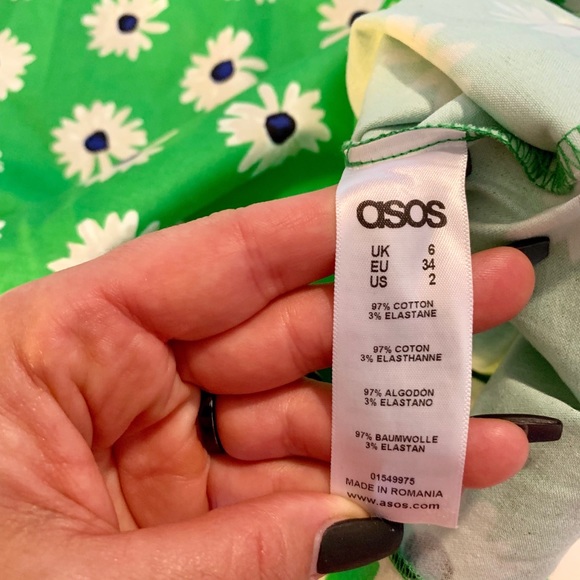 asos
UK 6
EU 34
US 2
97% COTTON
3% ELASTANE
97% COTON
3% ELASTHANNE
97% ALGODÓN
3% ELASTANO
97% BAUMWOLLE
3% ELASTAN
01549975
MADE IN ROMANIA
www.asos.com